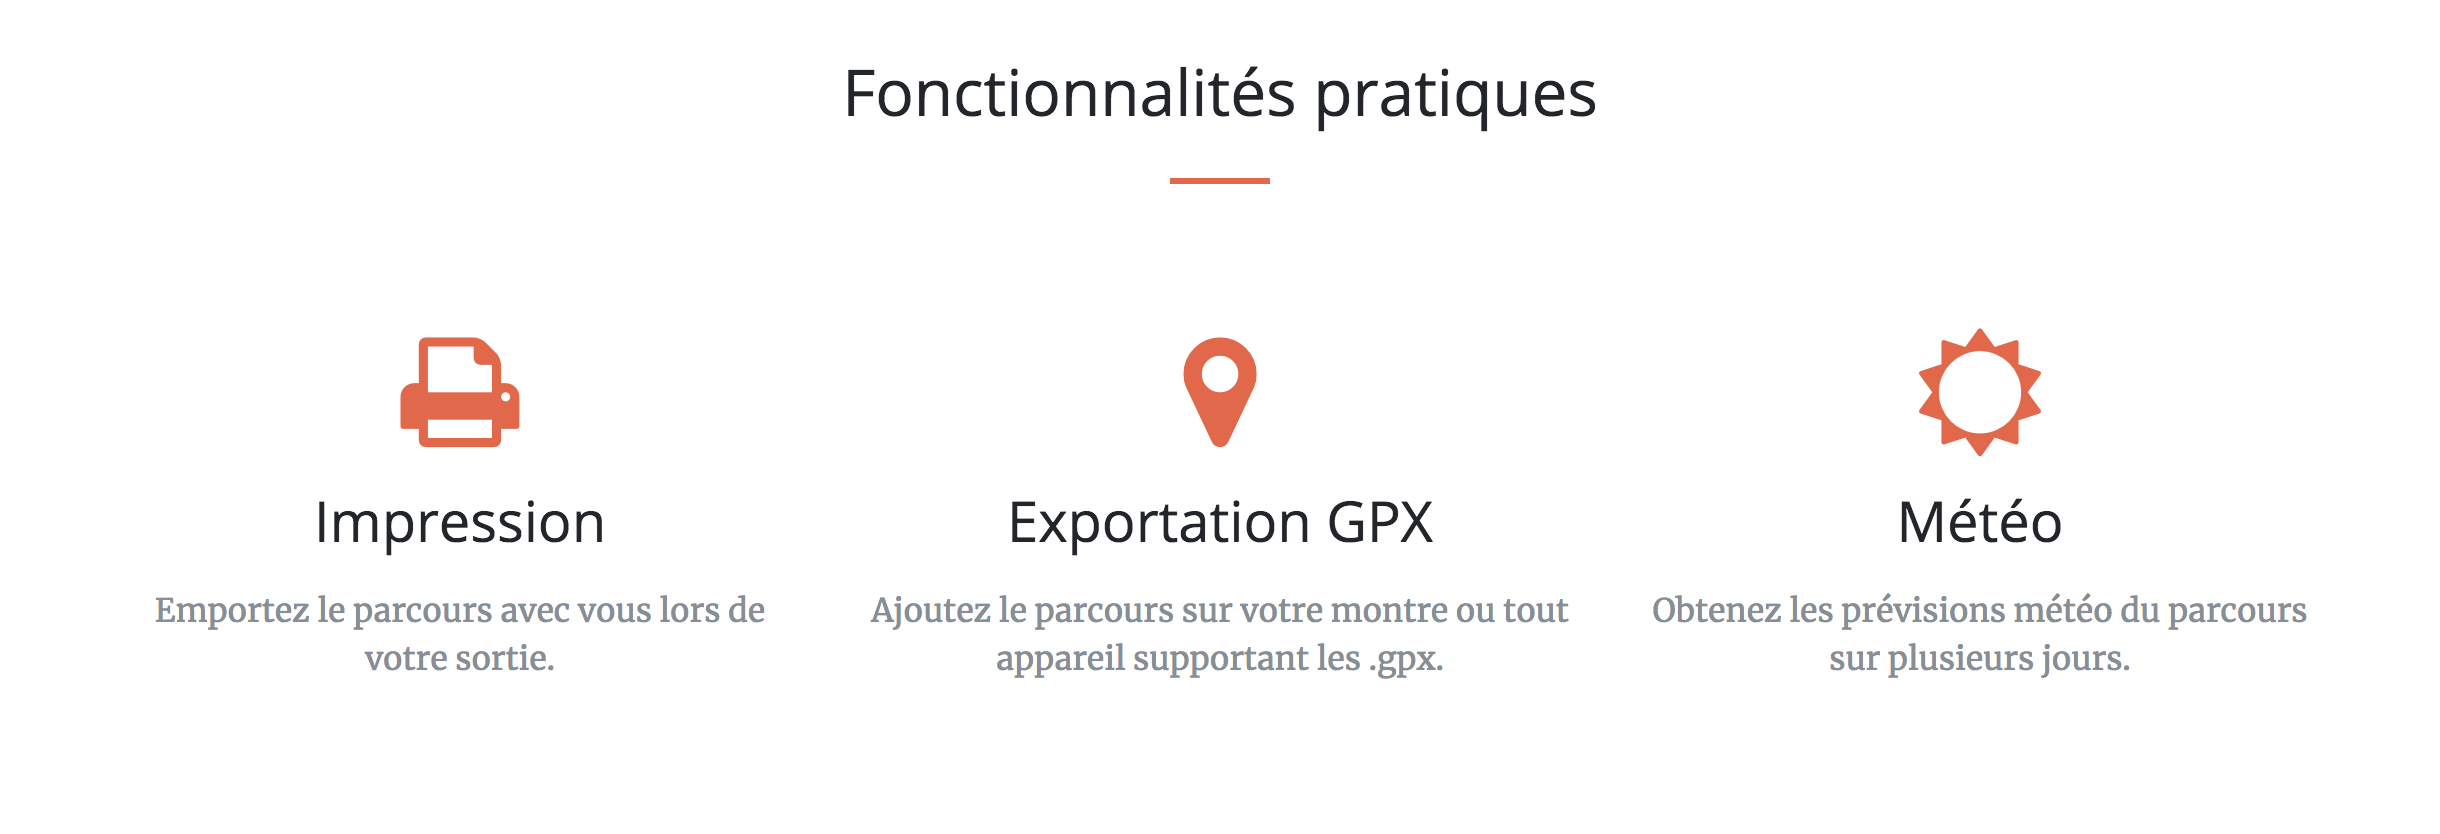 Fonctionnalités pratiques
Impression
Emportez le parcours avec vous lors de
votre sortie.
Exportation GPX
Ajoutez le parcours sur votre montre ou tout
appareil supportant les .gpx.
Météo
Obtenez les prévisions météo du parcours
sur plusieurs jours.